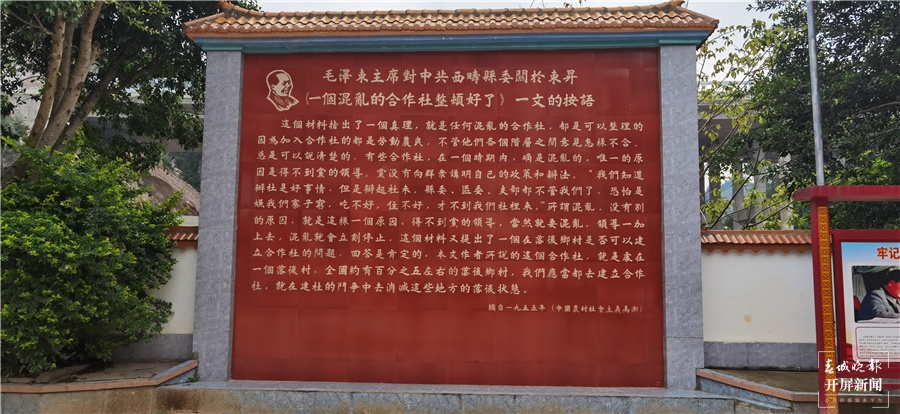 毛澤東主席對中共西疇縣委關於東昇
《一個混亂的合作社整頓好了》一文的按語
這個材料指出了一個真理，就是任何混亂的合作社，都是可以整理的
因為加入合作社的都是勞動農民，不管他們各個階層之間意見怎樣不合，
总是可以説清楚的。有些合作社，在一個時期內，确是混亂的，唯一的原
因是得不到黨的領導，黨没有向群衆講明自己的政策和辦法。“我們知道
辦社是好事情，但是辦起社来，縣委、區委、支部都不管我們了，恐怕是
嫌我們寨子窮，吃不好，住不好，才不到我們社裡来。”所謂混亂，没有別
的原因，就是這樣一個原因。得不到黨的領導，當然就要混亂。領導一加
上去，混亂就會立刻停止。這個材料又提出了一個在落後鄉村是否可以建
立合作社的問題，回答是肯定的，本文作者所説的這個合作社，就是處在
一個落後村，全國約有百分之五左右的落後鄉村，我們應當都去建立合作
社，就在建社的鬥爭中去消滅這些地方的落後狀態。
摘自一九五五年《中國農村社會主义高潮》
牢記
春城晚报
开屏新闻